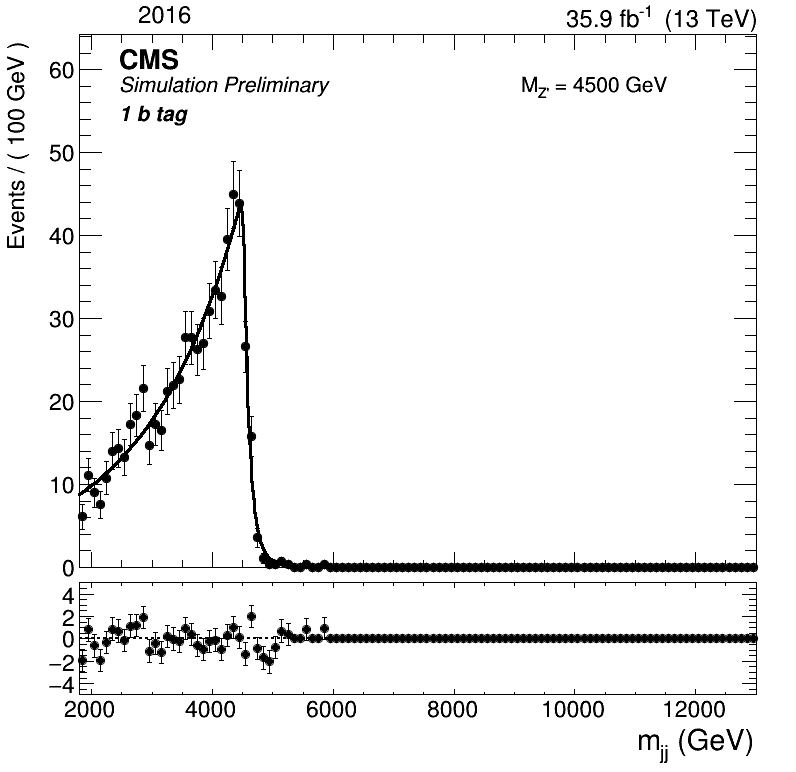 2016
35.9 fb⁻¹ (13 TeV)
CMS
Simulation Preliminary
1 b tag
M_Z' = 4500 GeV
Events / ( 100 GeV )
60
50
40
30
20
10
0
4
2
0
−2
−4
2000 4000 6000 8000 10000 12000
m_jj (GeV)